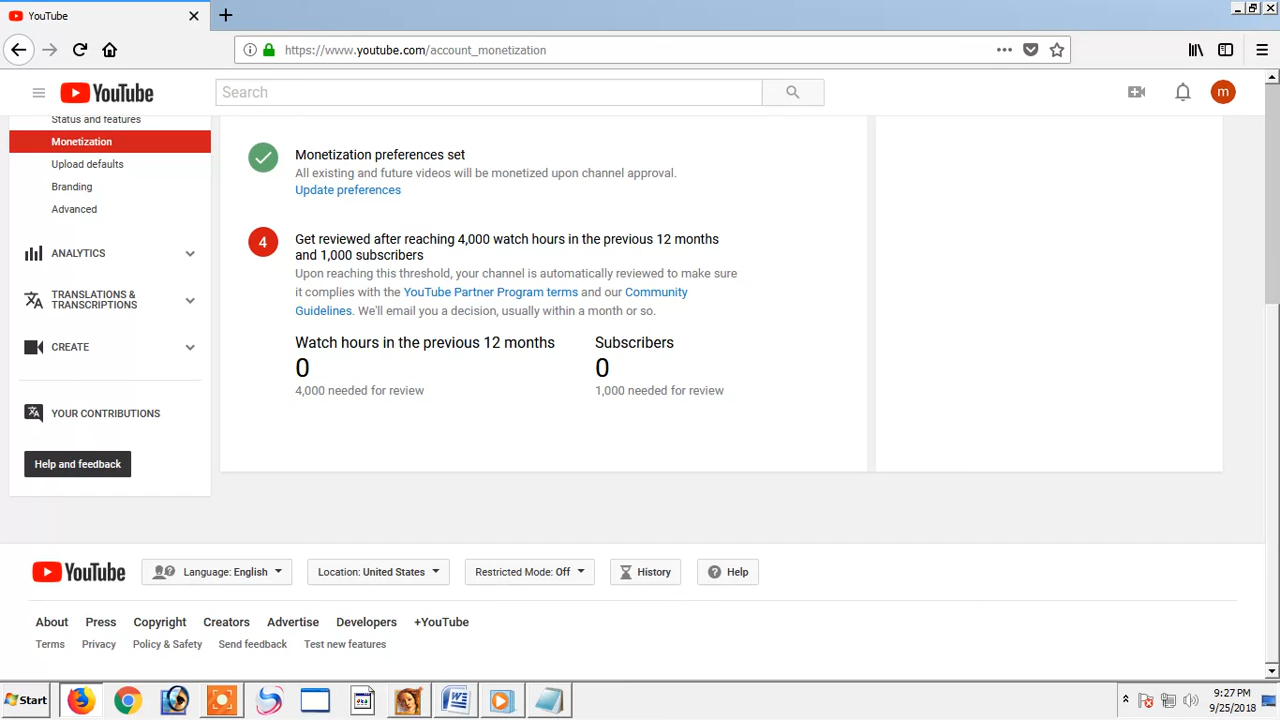 YouTube
https://www.youtube.com/account_monetization
YouTube
Search
m
Status and features
Monetization
Upload defaults
Branding
Advanced
ANALYTICS
TRANSLATIONS &
TRANSCRIPTIONS
CREATE
YOUR CONTRIBUTIONS
Help and feedback
Monetization preferences set
All existing and future videos will be monetized upon channel approval.
Update preferences
4
Get reviewed after reaching 4,000 watch hours in the previous 12 months
and 1,000 subscribers
Upon reaching this threshold, your channel is automatically reviewed to make sure
it complies with the YouTube Partner Program terms and our Community
Guidelines. We'll email you a decision, usually within a month or so.
Watch hours in the previous 12 months
0
4,000 needed for review
Subscribers
0
1,000 needed for review
YouTube
Language: English
Location: United States
Restricted Mode: Off
History
Help
About Press Copyright Creators Advertise Developers +YouTube
Terms Privacy Policy & Safety Send feedback Test new features
Start
9:27 PM
9/25/2018